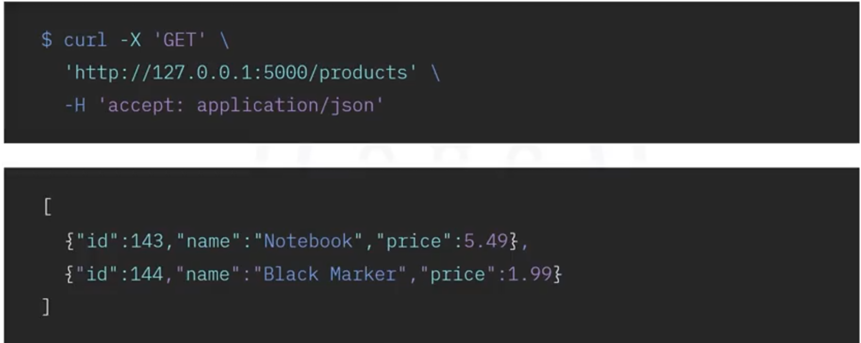 $ curl -X 'GET' \
'http://127.0.0.1:5000/products' \
-H 'accept: application/json'
[
{"id":143,"name":"Notebook","price":5.49},
{"id":144,"name":"Black Marker","price":1.99}
]